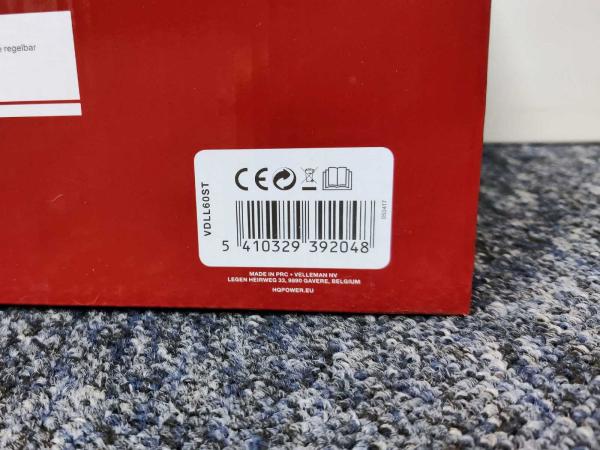 regelbar
VDLL60ST
CE
5 410329 392048
MADE IN PRC • VELLEMAN NV
LEGEN HEIRWEG 33, 9890 GAVERE, BELGIUM
HQPOWER.EU